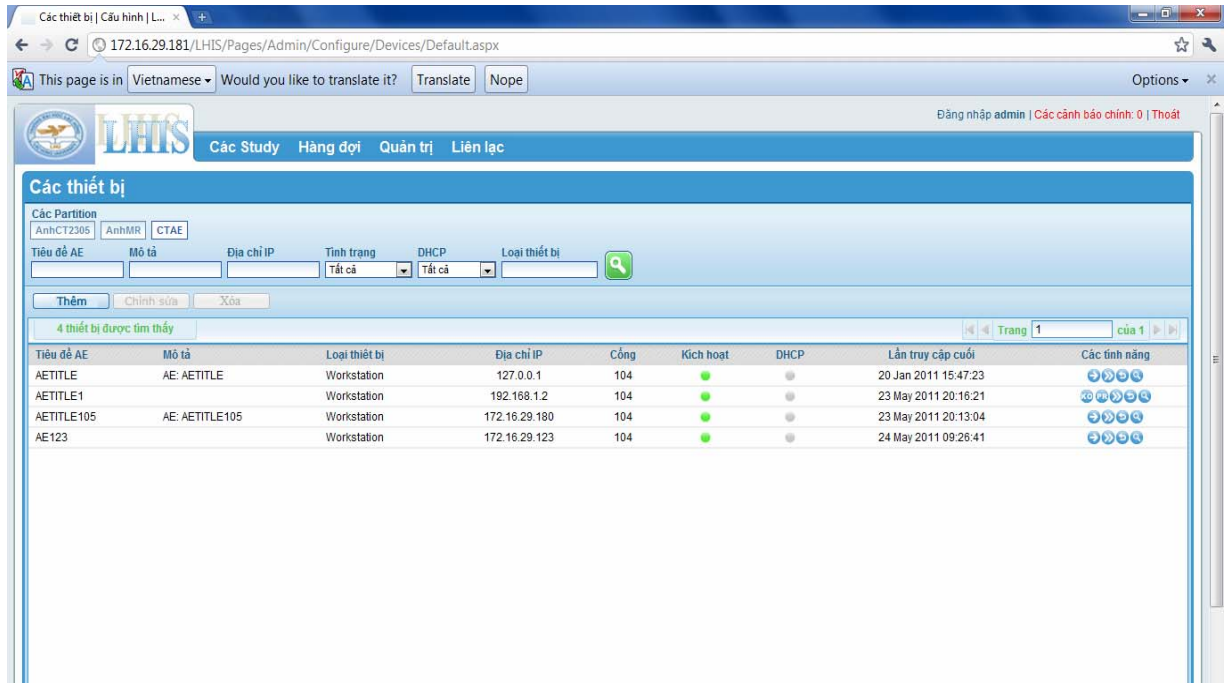 Các thiết bị | Cấu hình | L...
172.16.29.181/LHIS/Pages/Admin/Configure/Devices/Default.aspx
This page is in Vietnamese Would you like to translate it? Translate Nope Options
Đăng nhập admin | Các cảnh báo chính: 0 | Thoát
LHIS
Các Study Hàng đợi Quản trị Liên lạc
Các thiết bị
Các Partition
AnhCT2305 AnhMR CTAE
Tiêu đề AE Mô tả Địa chỉ IP Tình trạng DHCP Loại thiết bị
Tất cả Tất cả
Thêm Chỉnh sửa Xóa
4 thiết bị được tìm thấy Trang 1 của 1
Tiêu đề AE Mô tả Loại thiết bị Địa chỉ IP Cổng Kích hoạt DHCP Lần truy cập cuối Các tính năng
AETITLE AE: AETITLE Workstation 127.0.0.1 104 20 Jan 2011 15:47:23
AETITLE1 Workstation 192.168.1.2 104 23 May 2011 20:16:21 KO PR
AETITLE105 AE: AETITLE105 Workstation 172.16.29.180 104 23 May 2011 20:13:04
AE123 Workstation 172.16.29.123 104 24 May 2011 09:26:41